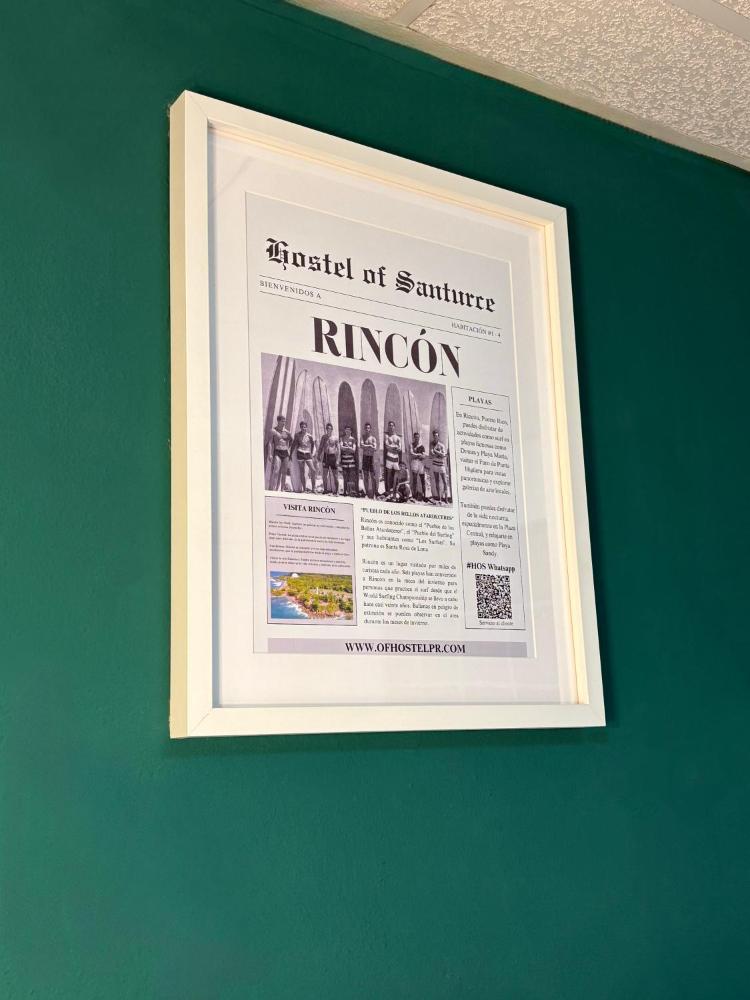 Hostel of Santurce
BIENVENIDOS A
HABITACIÓN #1 - 4
RINCÓN
PLAYAS
En Rincón, Puerto Rico,
puedes disfrutar de
actividades como surf en
playas famosas como
Domes y Playa María,
visitar el Faro de Punta
Higüera para vistas
panorámicas y explorar
galerías de arte locales.
También puedes disfrutar
de la vida nocturna,
especialmente en la Plaza
Central, y relajarte en
playas como Playa
Sandy.
#HOS Whatsapp
Servicio al cliente
VISITA RINCÓN
"PUEBLO DE LOS BELLOS ATARDECERES"
Rincón es conocido como el "Pueblo de los
Bellos Atardeceres", el "Pueblo del Surfing"
y sus habitantes como "Los Surfers". Su
patrona es Santa Rosa de Lima.
Rincón es un lugar visitado por miles de
turistas cada año. Seis playas han convertido
a Rincón en la meca del invierno para
personas que practica el surf desde que el
World Surfing Championship se llevo a cabo
hace casi veinte años. Ballenas en peligro de
extinción se pueden observar en el área
durante los meses de invierno.
WWW.OFHOSTELPR.COM